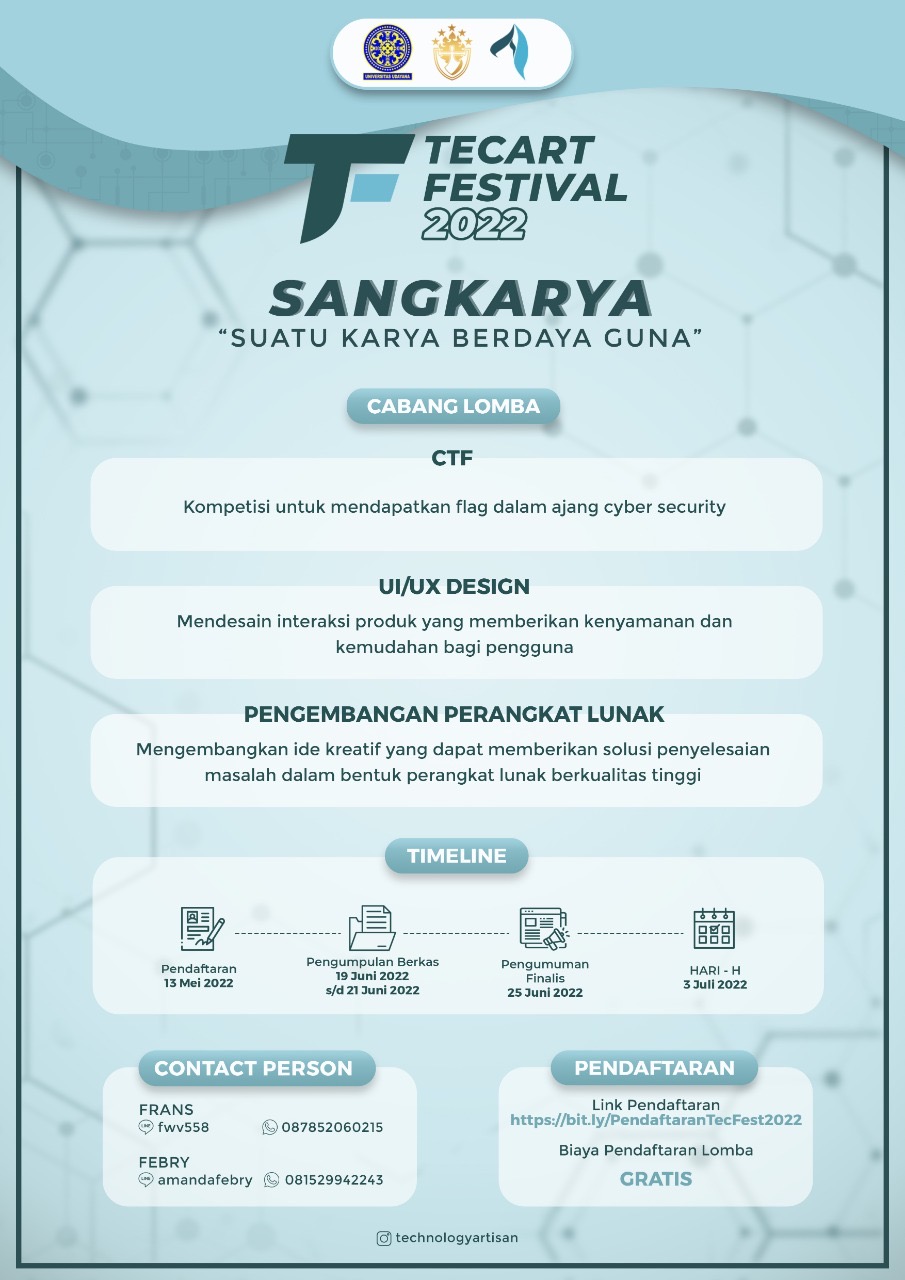 UNIVERSITAS UDAYANA
TECART
FESTIVAL
2022
SANGKARYA
“SUATU KARYA BERDAYA GUNA”
CABANG LOMBA
CTF
Kompetisi untuk mendapatkan flag dalam ajang cyber security
UI/UX DESIGN
Mendesain interaksi produk yang memberikan kenyamanan dan
kemudahan bagi pengguna
PENGEMBANGAN PERANGKAT LUNAK
Mengembangkan ide kreatif yang dapat memberikan solusi penyelesaian
masalah dalam bentuk perangkat lunak berkualitas tinggi
TIMELINE
Pendaftaran
13 Mei 2022
Pengumpulan Berkas
19 Juni 2022
s/d 21 Juni 2022
Pengumuman
Finalis
25 Juni 2022
HARI - H
3 Juli 2022
CONTACT PERSON
FRANS
LINE fwv558 087852060215
FEBRY
LINE amandafebry 081529942243
PENDAFTARAN
Link Pendaftaran
https://bit.ly/PendaftaranTecFest2022
Biaya Pendaftaran Lomba
GRATIS
technologyartisan